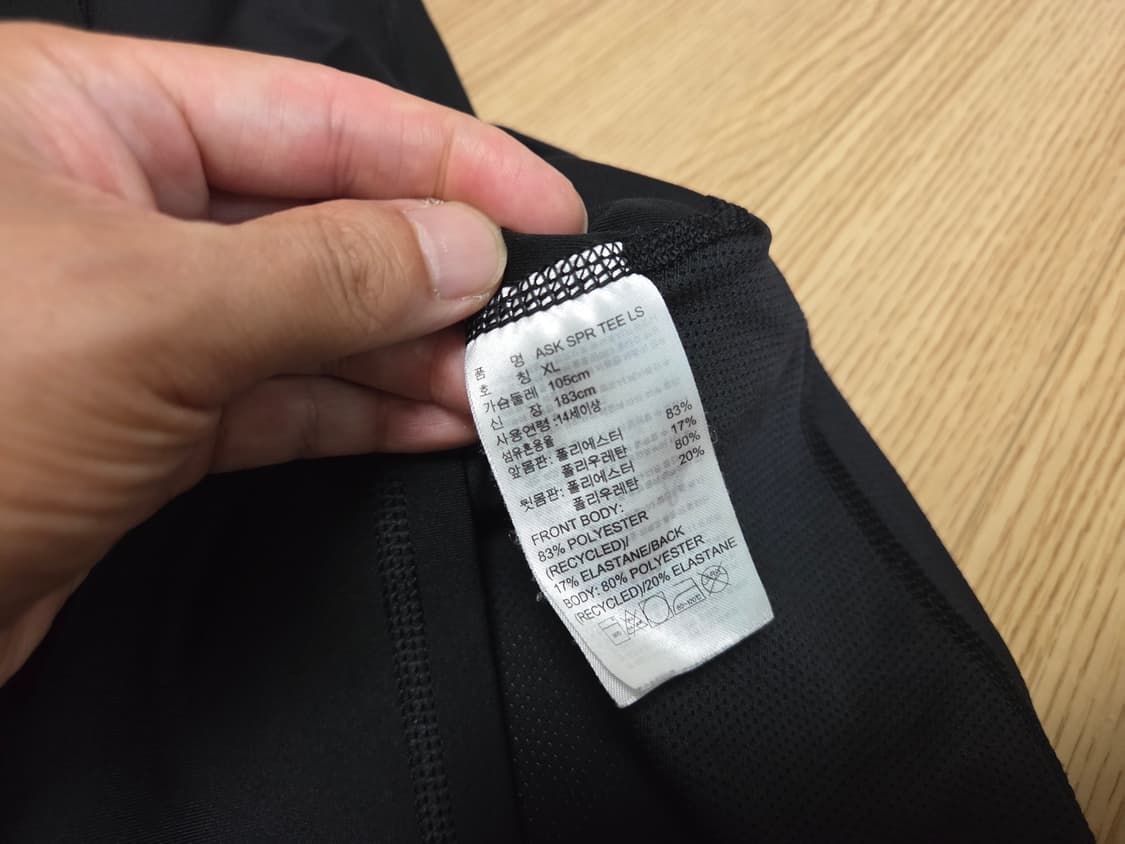 품 명 ASK SPR TEE LS
호 칭 XL
가슴둘레 105cm
신 장 183cm
사용연령 :14세이상
섬유혼용율
앞몸판: 폴리에스터 83%
폴리우레탄 17%
뒷몸판: 폴리에스터 80%
폴리우레탄 20%
FRONT BODY:
83% POLYESTER
(RECYCLED)/
17% ELASTANE/BACK
BODY: 80% POLYESTER
(RECYCLED)/20% ELASTANE